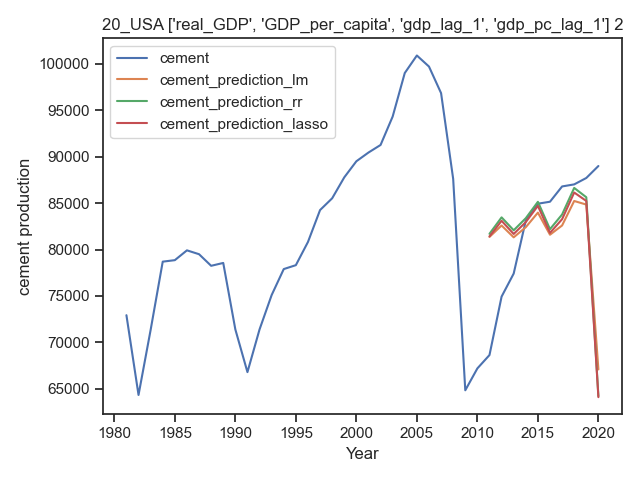 20_USA ['real_GDP', 'GDP_per_capita', 'gdp_lag_1', 'gdp_pc_lag_1'] 2
cement
cement_prediction_lm
cement_prediction_rr
cement_prediction_lasso
100000
95000
90000
85000
80000
75000
70000
65000
cement production
1980 1985 1990 1995 2000 2005 2010 2015 2020
Year